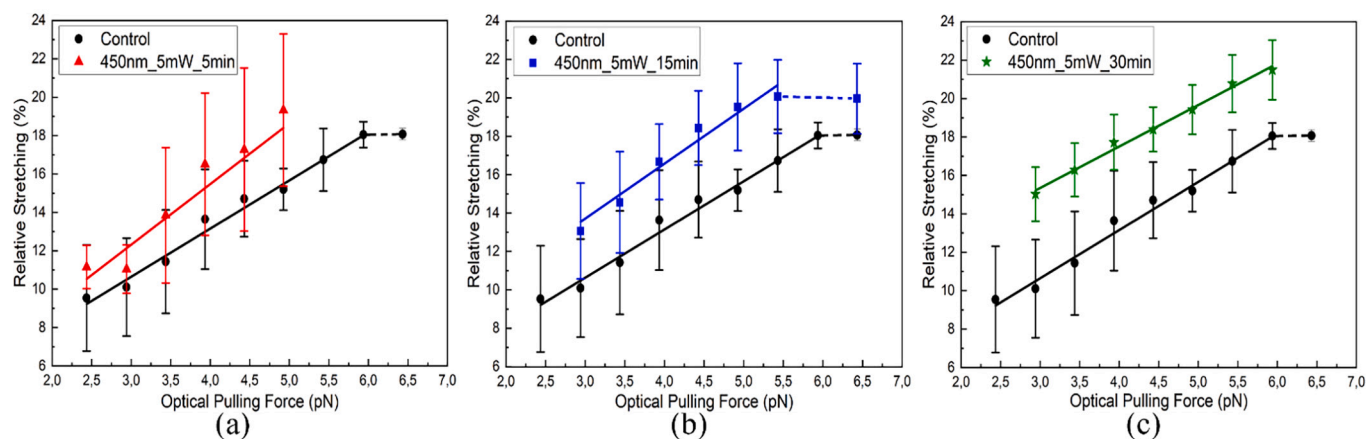 (a)
Control
450nm_5mW_5min
Relative Stretching (%)
24
22
20
18
16
14
12
10
8
6
2,0 2,5 3,0 3,5 4,0 4,5 5,0 5,5 6,0 6,5 7,0
Optical Pulling Force (pN)
(b)
Control
450nm_5mW_15min
Relative Stretching (%)
24
22
20
18
16
14
12
10
8
6
2,0 2,5 3,0 3,5 4,0 4,5 5,0 5,5 6,0 6,5 7,0
Optical Pulling Force (pN)
(c)
Control
450nm_5mW_30min
Relative Stretching (%)
24
22
20
18
16
14
12
10
8
6
2,0 2,5 3,0 3,5 4,0 4,5 5,0 5,5 6,0 6,5 7,0
Optical Pulling Force (pN)